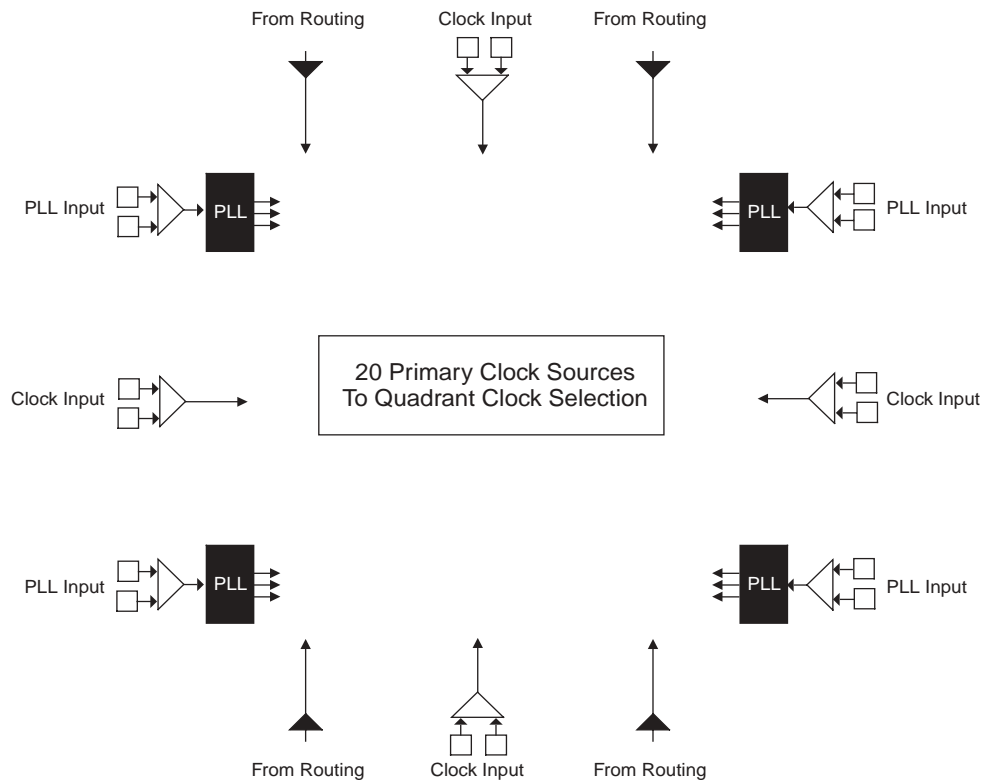 From Routing
Clock Input
From Routing
PLL Input
PLL
PLL
PLL Input
20 Primary Clock Sources
To Quadrant Clock Selection
Clock Input
Clock Input
PLL Input
PLL
PLL
PLL Input
From Routing
Clock Input
From Routing